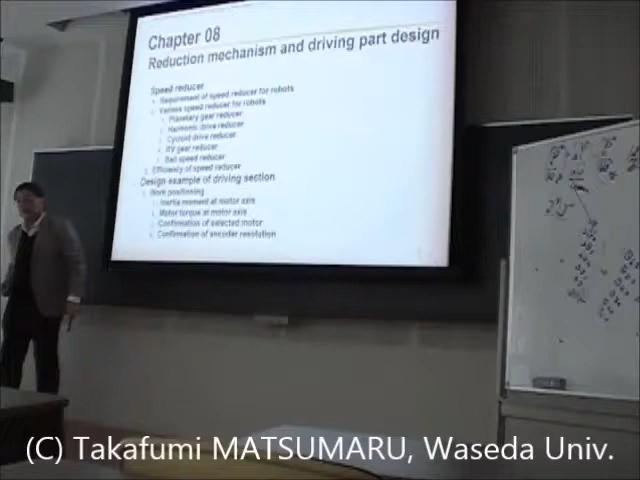 Chapter 08
Reduction mechanism and driving part design
Speed reducer
Requirement of speed reducer for robots
Various speed reducer for robots
Planetary gear reducer
Harmonic drive reducer
Cycloid drive reducer
RV gear reducer
Ball speed reducer
Efficiency of speed reducer
Design example of driving section
Work positioning
Inertia moment at motor axis
Motor torque at motor axis
Confirmation of selected motor
Confirmation of encoder resolution
(C) Takafumi MATSUMARU, Waseda Univ.